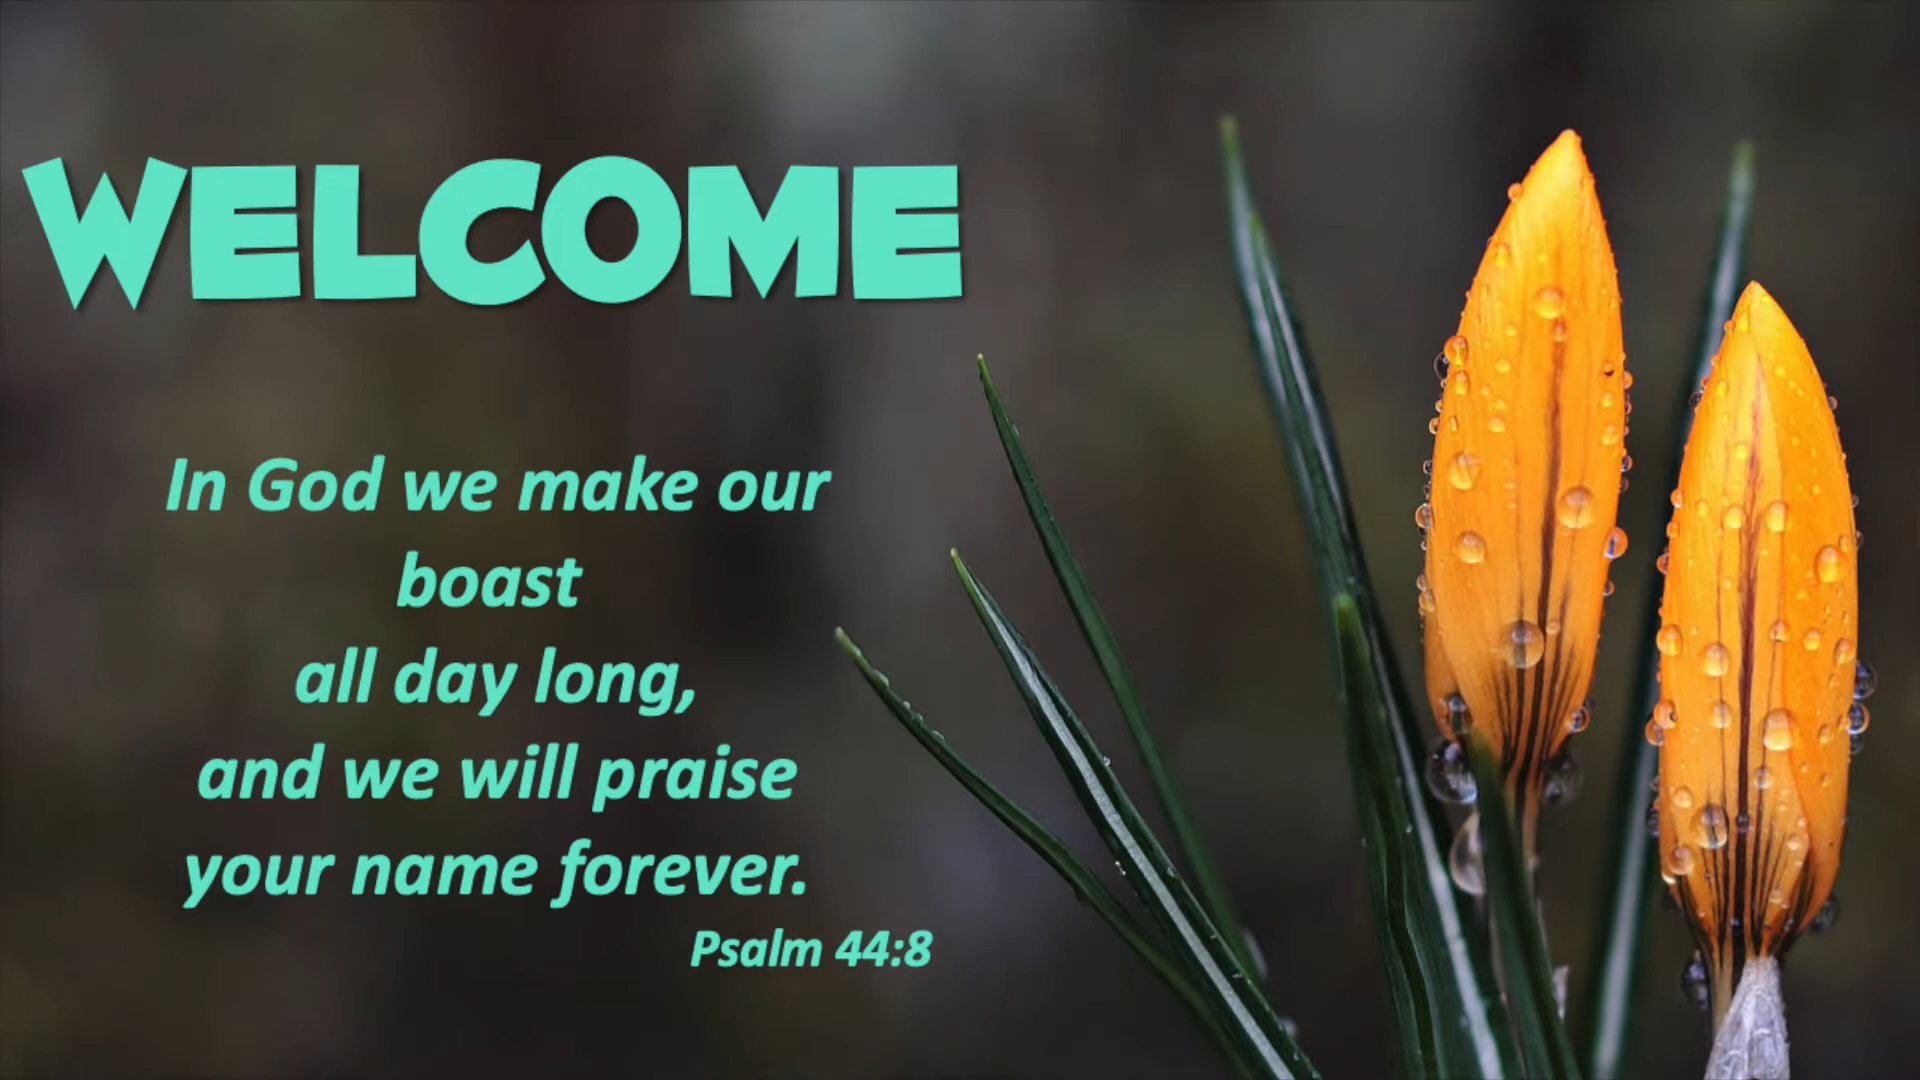 WELCOME
In God we make our
boast
all day long,
and we will praise
your name forever.
Psalm 44:8